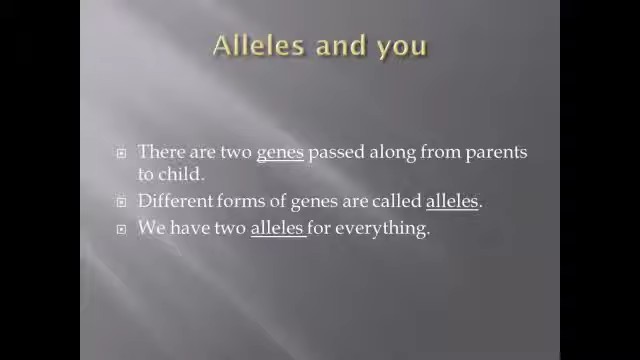 Alleles and you
There are two genes passed along from parents
to child.
Different forms of genes are called alleles.
We have two alleles for everything.